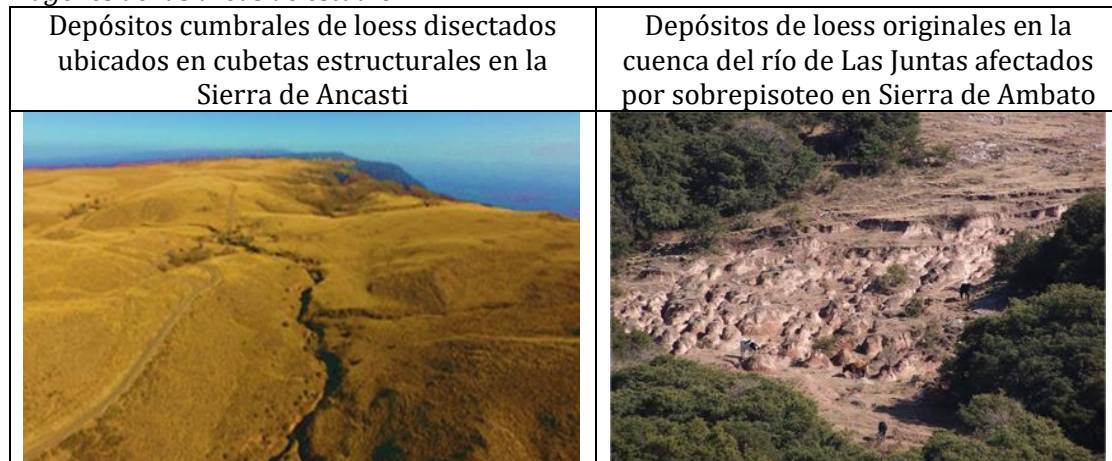 Depósitos cumbrales de loess disectados
ubicados en cubetas estructurales en la
Sierra de Ancasti
Depósitos de loess originales en la
cuenca del río de Las Juntas afectados
por sobrepisoteo en Sierra de Ambato